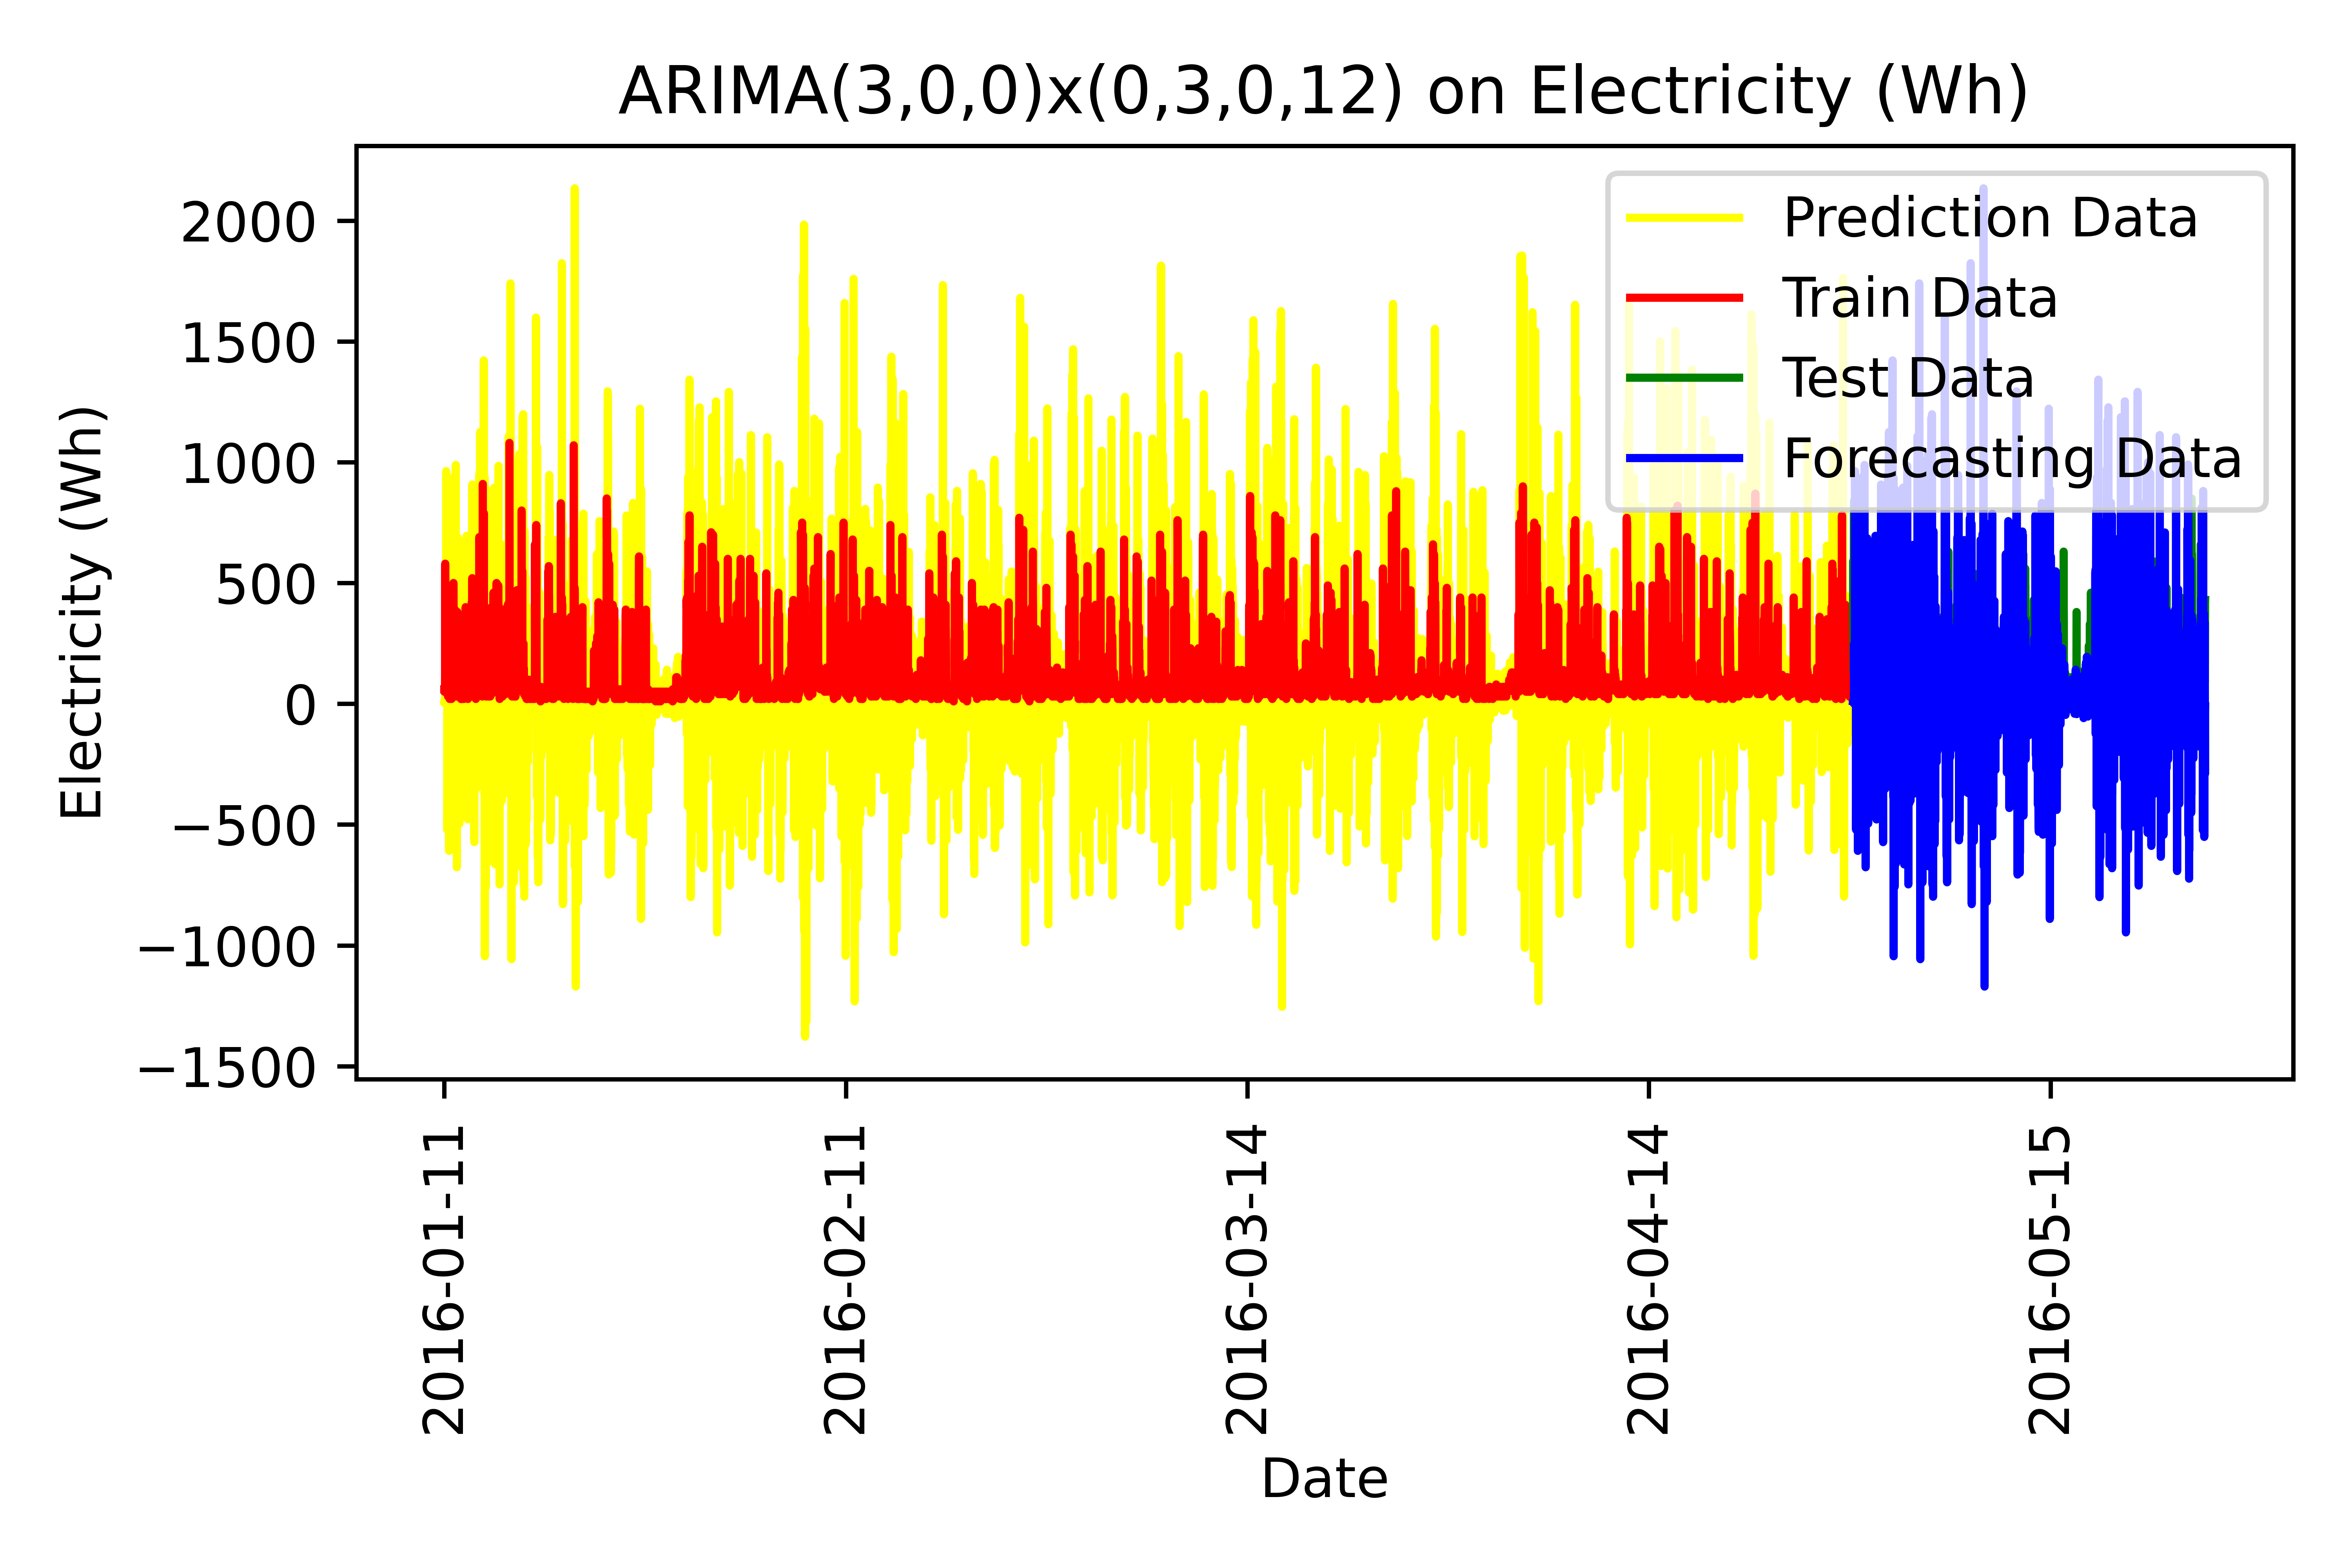 ARIMA(3,0,0)x(0,3,0,12) on Electricity (Wh)
Electricity (Wh)
2000
1500
1000
500
0
−500
−1000
−1500
Prediction Data
Train Data
Test Data
Forecasting Data
2016-01-11
2016-02-11
2016-03-14
2016-04-14
2016-05-15
Date